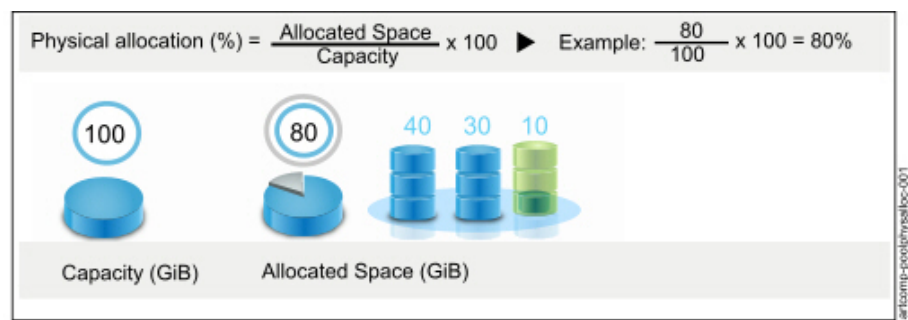 Physical allocation (%) = Allocated Space / Capacity x 100 ▶ Example: 80 / 100 x 100 = 80%
100 80 40 30 10
Capacity (GiB) Allocated Space (GiB)
artcomp-poolphysalloc-001